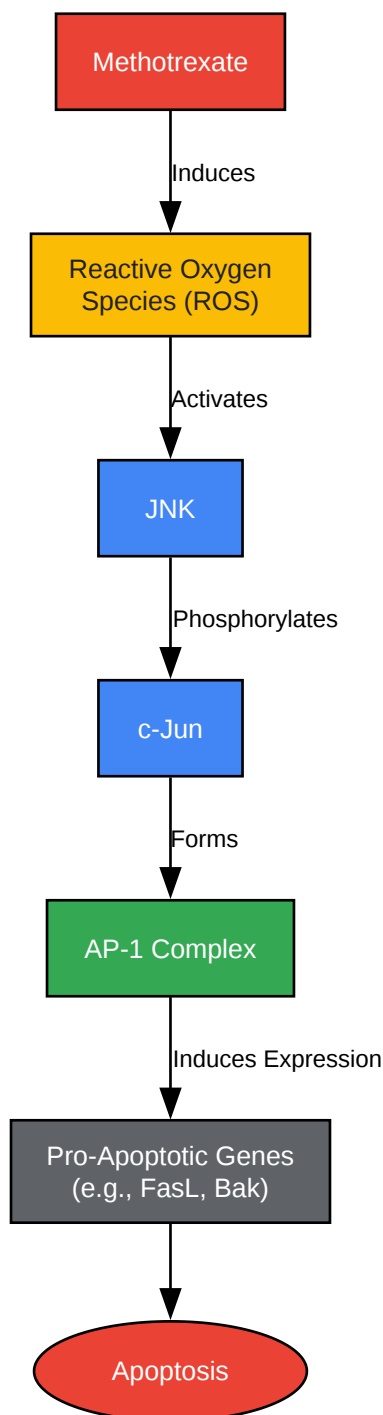 Methotrexate
Induces
Reactive Oxygen
Species (ROS)
Activates
JNK
Phosphorylates
c-Jun
Forms
AP-1 Complex
Induces Expression
Pro-Apoptotic Genes
(e.g., FasL, Bak)
Apoptosis